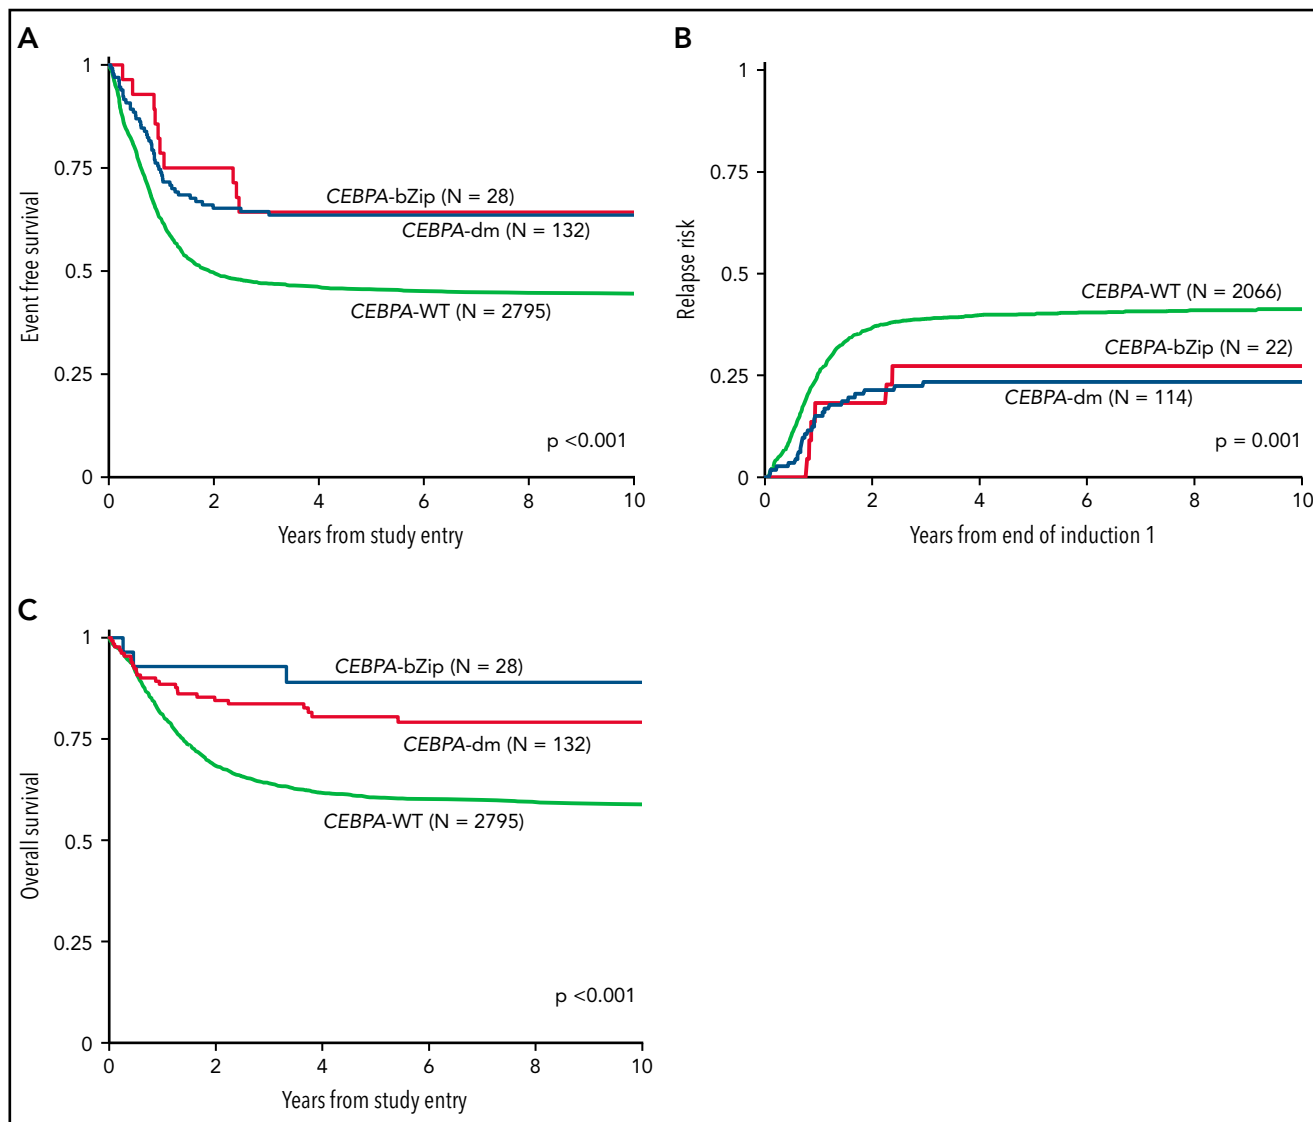 A
1
0.75
0.5
0.25
0
Event free survival
CEBPA-bZip (N = 28)
CEBPA-dm (N = 132)
CEBPA-WT (N = 2795)
p <0.001
0 2 4 6 8 10
Years from study entry
B
1
0.75
0.5
0.25
0
Relapse risk
CEBPA-WT (N = 2066)
CEBPA-bZip (N = 22)
CEBPA-dm (N = 114)
p = 0.001
0 2 4 6 8 10
Years from end of induction 1
C
1
0.75
0.5
0.25
0
Overall survival
CEBPA-bZip (N = 28)
CEBPA-dm (N = 132)
CEBPA-WT (N = 2795)
p <0.001
0 2 4 6 8 10
Years from study entry